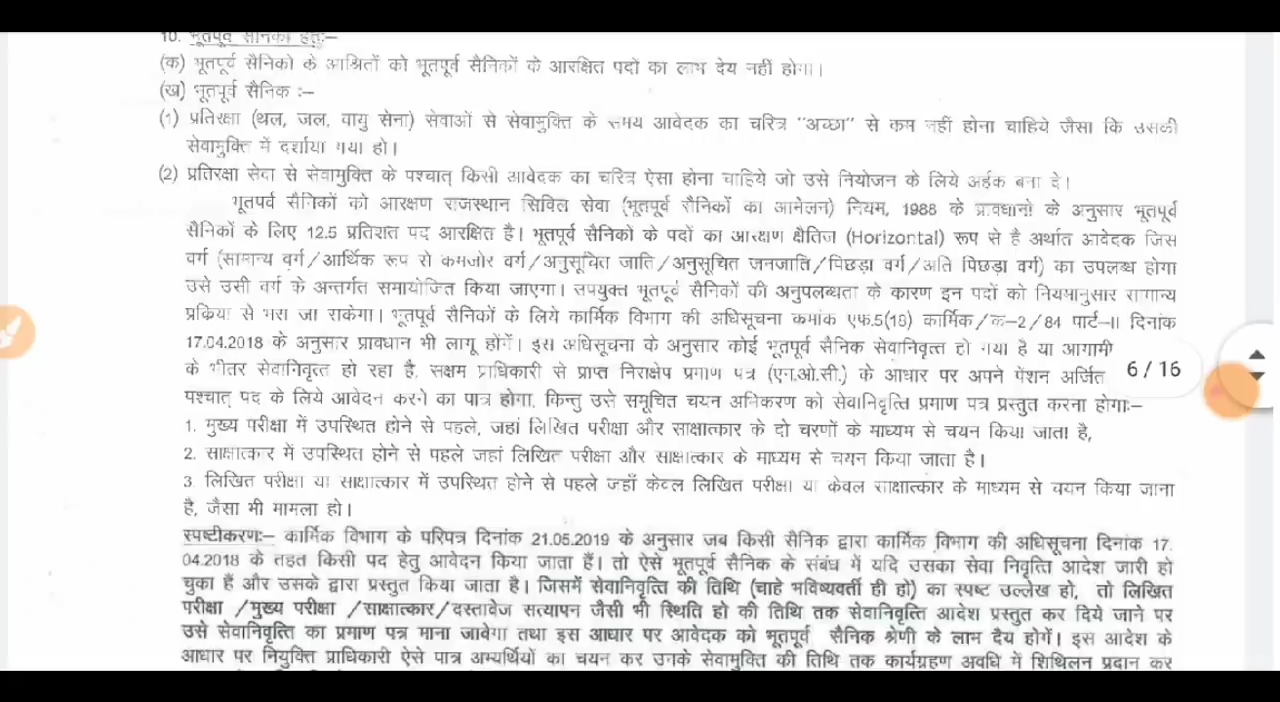 10. भूतपूर्व सैनिकों हेतुः–
(क) भूतपूर्व सैनिकों के आश्रितों को भूतपूर्व सैनिकों के आरक्षित पदों का लाभ देय नहीं होगा।
(ख) भूतपूर्व सैनिक :–
(1) प्रतिरक्षा (थल, जल, वायु सेना) सेवाओं से सेवामुक्ति के समय आवेदक का चरित्र "अच्छा" से कम नहीं होना चाहिये जैसा कि उसकी
सेवामुक्ति में दर्शाया गया हो।
(2) प्रतिरक्षा सेवा से सेवामुक्ति के पश्चात् किसी आवेदक का चरित्र ऐसा होना चाहिये जो उसे नियोजन के लिये अर्हक बना दे।
भूतपर्व सैनिकों को आरक्षण राजस्थान सिविल सेवा (भूतपूर्व सैनिकों का आमेलन) नियम, 1988 के प्रावधानों के अनुसार भूतपूर्व
सैनिकों के लिए 12.5 प्रतिशत पद आरक्षित है। भूतपूर्व सैनिकों के पदों का आरक्षण क्षैतिज (Horizontal) रूप से है अर्थात आवेदक जिस
वर्ग (सामान्य वर्ग/आर्थिक रूप से कमजोर वर्ग/अनुसूचित जाति/अनुसूचित जनजाति/पिछड़ा वर्ग/अति पिछड़ा वर्ग) का उपलब्ध होगा
उसे उसी वर्ग के अन्तर्गत समायोजित किया जाएगा। उपयुक्त भूतपूर्व सैनिकों की अनुपलब्धता के कारण इन पदों को नियमानुसार सामान्य
प्रक्रिया से भरा जा सकेगा। भूतपूर्व सैनिकों के लिये कार्मिक विभाग की अधिसूचना कमांक एफ.5(18) कार्मिक/क–2/84 पार्ट–II दिनांक
17.04.2018 के अनुसार प्रावधान भी लागू होंगें। इस अधिसूचना के अनुसार कोई भूतपूर्व सैनिक सेवानिवृत्त हो गया है या आगामी
के भीतर सेवानिवृत्त हो रहा है, सक्षम प्राधिकारी से प्राप्त निराक्षेप प्रमाण पत्र (एन.ओ.सी.) के आधार पर अपने पेंशन अर्जित
पश्चात् पद के लिये आवेदन करने का पात्र होगा, किन्तु उसे समूचित चयन अभिकरण को सेवानिवृत्ति प्रमाण पत्र प्रस्तुत करना होगाः–
1. मुख्य परीक्षा में उपस्थित होने से पहले, जहां लिखित परीक्षा और साक्षात्कार के दो चरणों के माध्यम से चयन किया जाता है,
2. साक्षात्कार में उपस्थित होने से पहले जहां लिखित परीक्षा और साक्षात्कार के माध्यम से चयन किया जाता है।
3. लिखित परीक्षा या साक्षात्कार में उपस्थित होने से पहले जहाँ केवल लिखित परीक्षा या केवल साक्षात्कार के माध्यम से चयन किया जाना
है, जैसा भी मामला हो।
स्पष्टीकरणः– कार्मिक विभाग के परिपत्र दिनांक 21.05.2019 के अनुसार जब किसी सैनिक द्वारा कार्मिक विभाग की अधिसूचना दिनांक 17.
04.2018 के तहत किसी पद हेतु आवेदन किया जाता हैं। तो ऐसे भूतपूर्व सैनिक के संबंध में यदि उसका सेवा निवृत्ति आदेश जारी हो
चुका हैं और उसके द्वारा प्रस्तुत किया जाता है। जिसमें सेवानिवृत्ति की तिथि (चाहे भविष्यवर्ती ही हो) का स्पष्ट उल्लेख हो, तो लिखित
परीक्षा /मुख्य परीक्षा /साक्षात्कार/दस्तावेज सत्यापन जैसी भी स्थिति हो की तिथि तक सेवानिवृत्ति आदेश प्रस्तुत कर दिये जाने पर
उसे सेवानिवृत्ति का प्रमाण पत्र माना जावेगा तथा इस आधार पर आवेदक को भूतपूर्व सैनिक श्रेणी के लाभ देय होगें। इस आदेश के
आधार पर नियुक्ति प्राधिकारी ऐसे पात्र अभ्यर्थियों का चयन कर उनके सेवामुक्ति की तिथि तक कार्यग्रहण अवधि में शिथिलन प्रदान कर
6/16